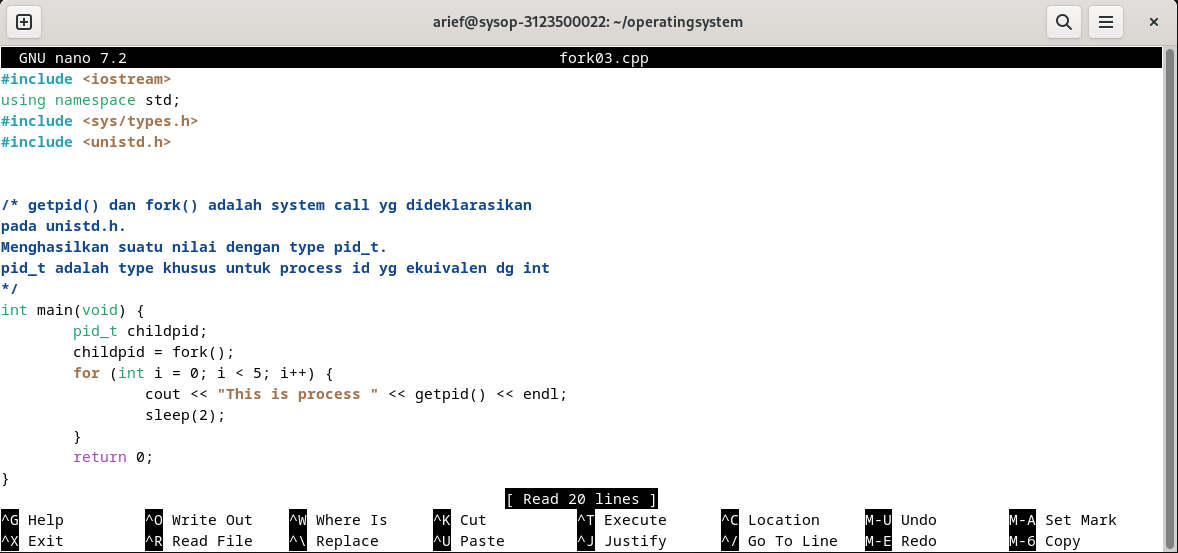 arief@sysop-3123500022: ~/operatingsystem
GNU nano 7.2 fork03.cpp
#include <iostream>
using namespace std;
#include <sys/types.h>
#include <unistd.h>
/* getpid() dan fork() adalah system call yg dideklarasikan
pada unistd.h.
Menghasilkan suatu nilai dengan type pid_t.
pid_t adalah type khusus untuk process id yg ekuivalen dg int
*/
int main(void) {
        pid_t childpid;
        childpid = fork();
        for (int i = 0; i < 5; i++) {
                cout << "This is process " << getpid() << endl;
                sleep(2);
        }
        return 0;
}
[ Read 20 lines ]
^G Help ^O Write Out ^W Where Is ^K Cut ^T Execute ^C Location M-U Undo M-A Set Mark
^X Exit ^R Read File ^\ Replace ^U Paste ^J Justify ^/ Go To Line M-E Redo M-6 Copy